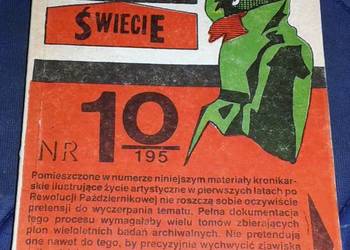 ŚWIECIE
NR 10
195
Pomieszczone w numerze niniejszym materiały kronikar-
skie ilustrujące życie artystyczne w pierwszych latach po
Rewolucji Październikowej nie roszczą sobie oczywiście
pretensji do wyczerpania tematu. Pełna dokumentacja
tego procesu wymagałaby wielu tomów zbierających
plon wieloletnich badań archiwalnych. Nie pretendują
one nawet do tego, by precyzyjnie wychwycić zjawiska